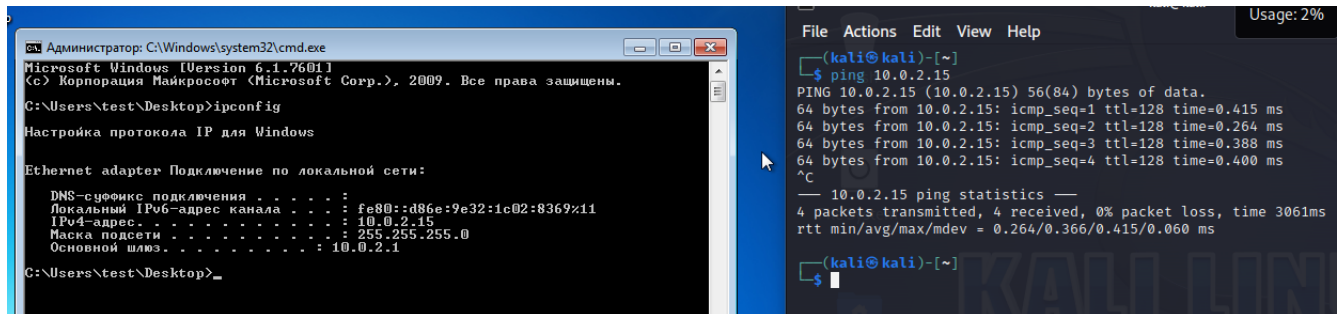 Администратор: C:\Windows\system32\cmd.exe
Microsoft Windows [Version 6.1.7601]
(c) Корпорация Майкрософт (Microsoft Corp.), 2009. Все права защищены.
C:\Users\test\Desktop>ipconfig
Настройка протокола IP для Windows
Ethernet adapter Подключение по локальной сети:
DNS-суффикс подключения . . . . . :
Локальный IPv6-адрес канала . . . : fe80::d86e:9e32:1c02:8369%11
IPv4-адрес. . . . . . . . . . . . : 10.0.2.15
Маска подсети . . . . . . . . . . : 255.255.255.0
Основной шлюз. . . . . . . . . : 10.0.2.1
C:\Users\test\Desktop>_
Usage: 2%
File Actions Edit View Help
┌──(kali㉿kali)-[~]
└─$ ping 10.0.2.15
PING 10.0.2.15 (10.0.2.15) 56(84) bytes of data.
64 bytes from 10.0.2.15: icmp_seq=1 ttl=128 time=0.415 ms
64 bytes from 10.0.2.15: icmp_seq=2 ttl=128 time=0.264 ms
64 bytes from 10.0.2.15: icmp_seq=3 ttl=128 time=0.388 ms
64 bytes from 10.0.2.15: icmp_seq=4 ttl=128 time=0.400 ms
^C
── 10.0.2.15 ping statistics ──
4 packets transmitted, 4 received, 0% packet loss, time 3061ms
rtt min/avg/max/mdev = 0.264/0.366/0.415/0.060 ms
┌──(kali㉿kali)-[~]
└─$
KALI LIN